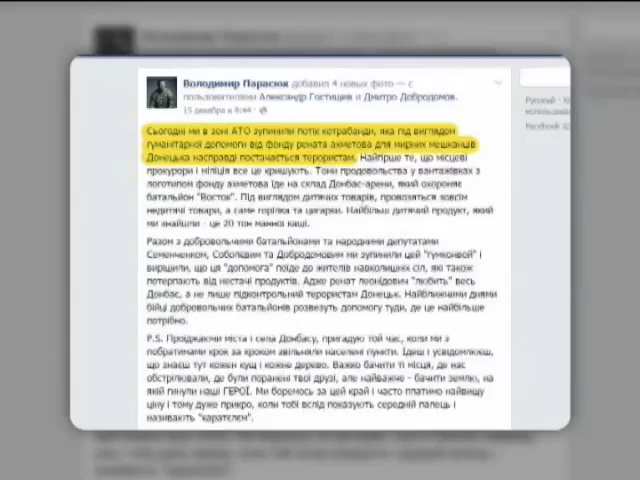 Володимир Парасюк добавил 4 новых фото — с
пользователями Александр Гостищев и Дмитро Добродомов.
15 декабря в 8:44
Сьогодні ми в зоні АТО зупинили потік котрабанди, яка під виглядом
гуманітарної допомоги від фонду рената ахметова для мирних мешканців
Донецька насправді постачається терористам. Найгірше те, що місцеві
прокурори і міліція все це кришують. Тони продовольства у вантажівках з
логотипом фонду ахметова їде на склад Донбас-арени, який охороняє
батальйон "Восток". Під виглядом дитячих товарів, провозяться зовсім
недитячі товари, а саме горілка та цигарки. Найбільш дитячий продукт, який
ми знайшли - це 20 тон манної каші.
Разом з добровольчими батальйонами та народними депутатами
Семенченком, Соболєвим та Добродомовим ми зупинили цей "гумконвой" і
вирішили, що ця "допомога" поїде до жителів навколишніх сіл, які також
потерпають від нестачі продуктів. Адже ренат леонідович "любить" весь
Донбас, а не лише підконтрольний терористам Донецьк. Найближчими днями
бійці добровольчих батальйонів розвезуть допомогу туди, де це найбільше
потрібно.
P.S. Проїджаючи міста і села Донбасу, пригадую той час, коли ми з
побратимами крок за кроком звільняли населені пункти. Їдеш і усвідомлюєш,
що знаєш тут кожен кущ і кожне дерево. Важко бачити ті місця, де нас
обстрілювали, де були поранені твої друзі, але найважче - бачити землю, на
якій гинули наші ГЕРОЇ. Ми боремось за цей край і часто платимо найвищу
ціну і тому дуже прикро, коли тобі вслід показують середній палець і
називають "карателєм".
Русский
использовани
Facebook